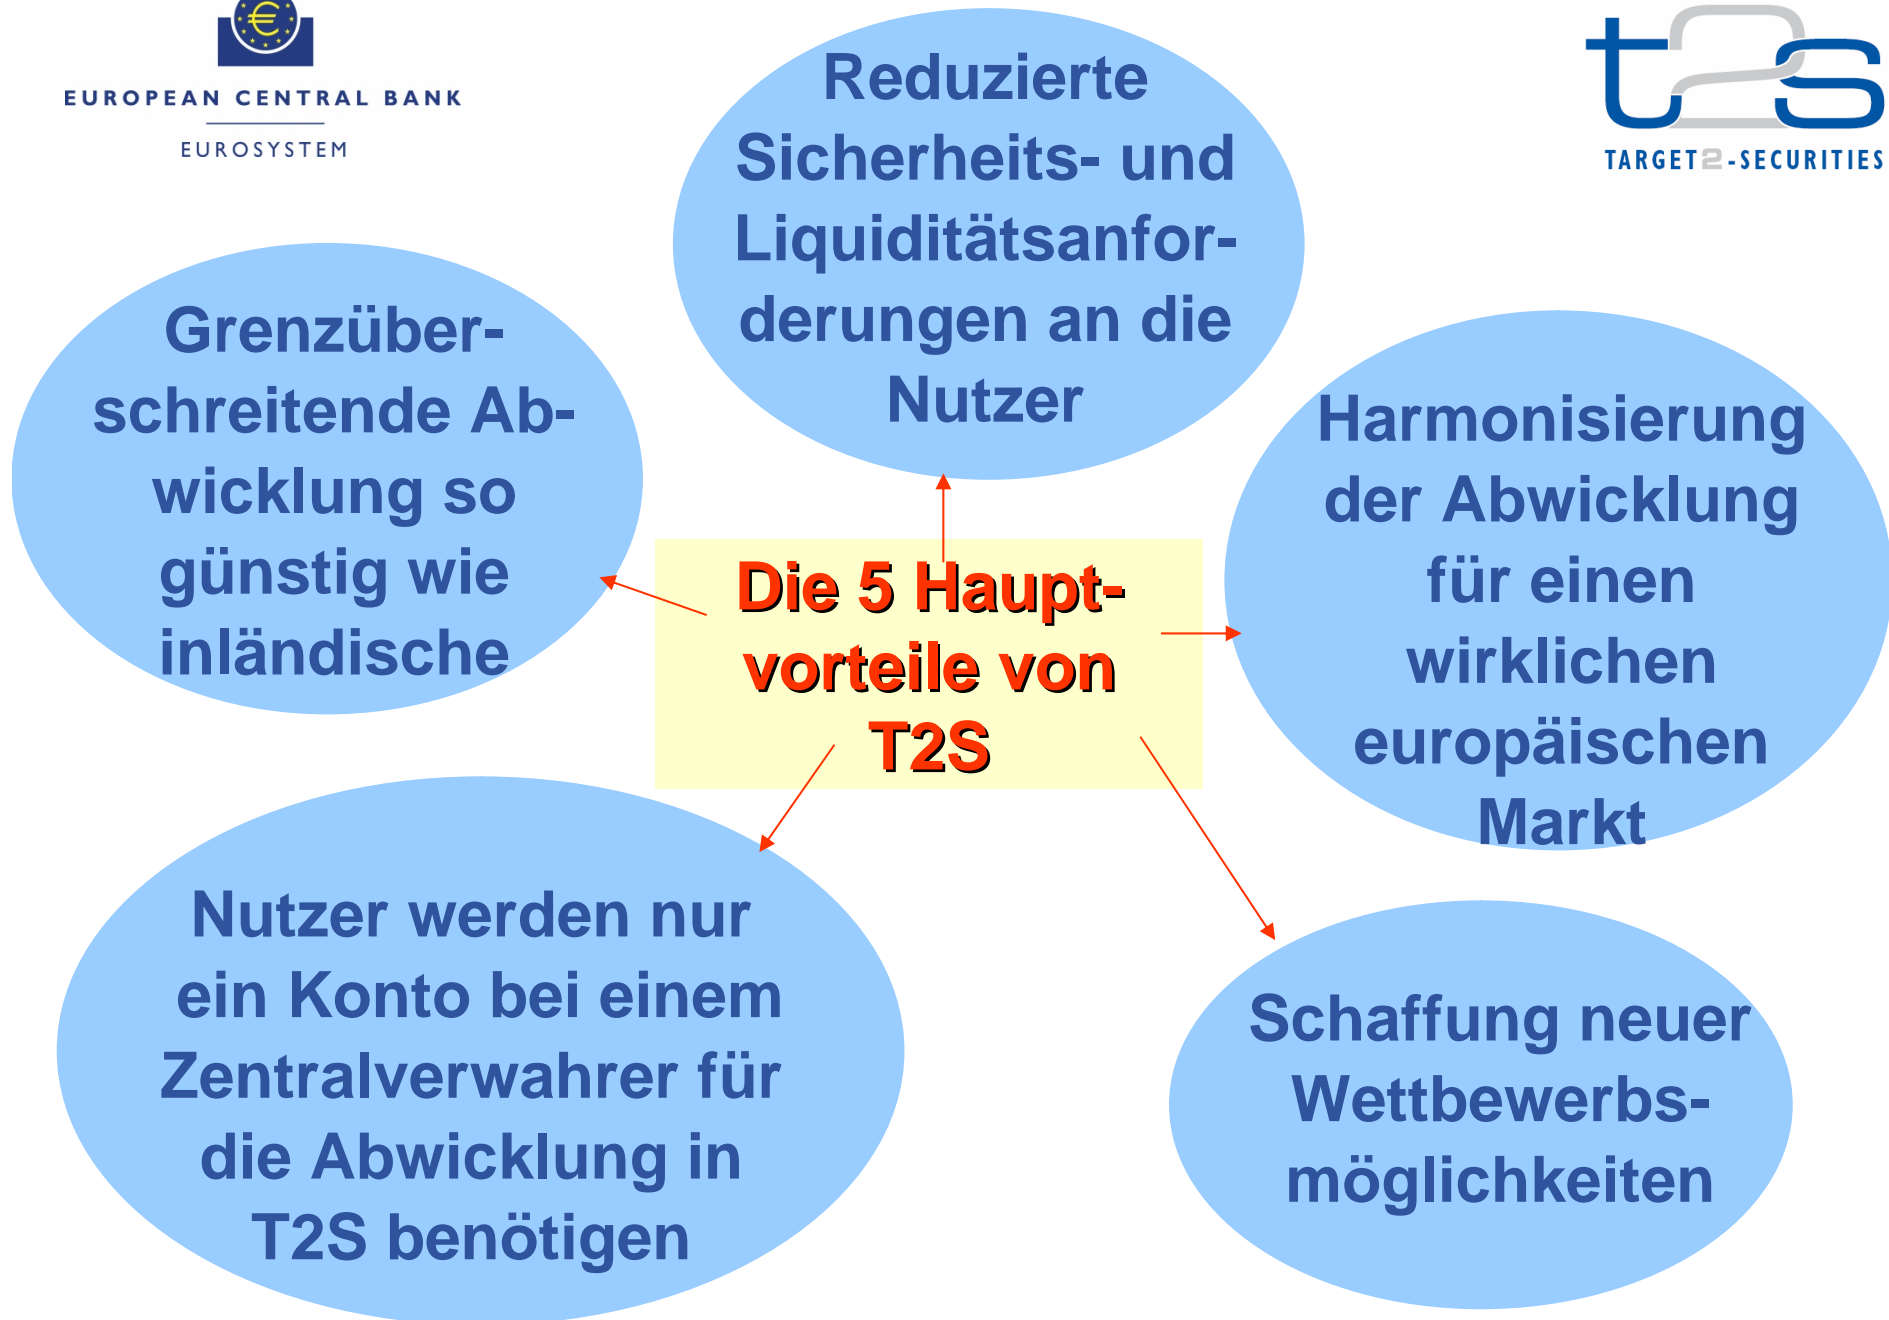 EUROPEAN CENTRAL BANK
EUROSYSTEM
t2s
TARGET2-SECURITIES
Reduzierte
Sicherheits- und
Liquiditätsanfor-
derungen an die
Nutzer
Grenzüber-
schreitende Ab-
wicklung so
günstig wie
inländische
Harmonisierung
der Abwicklung
für einen
wirklichen
europäischen
Markt
Die 5 Haupt-
vorteile von
T2S
Nutzer werden nur
ein Konto bei einem
Zentralverwahrer für
die Abwicklung in
T2S benötigen
Schaffung neuer
Wettbewerbs-
möglichkeiten